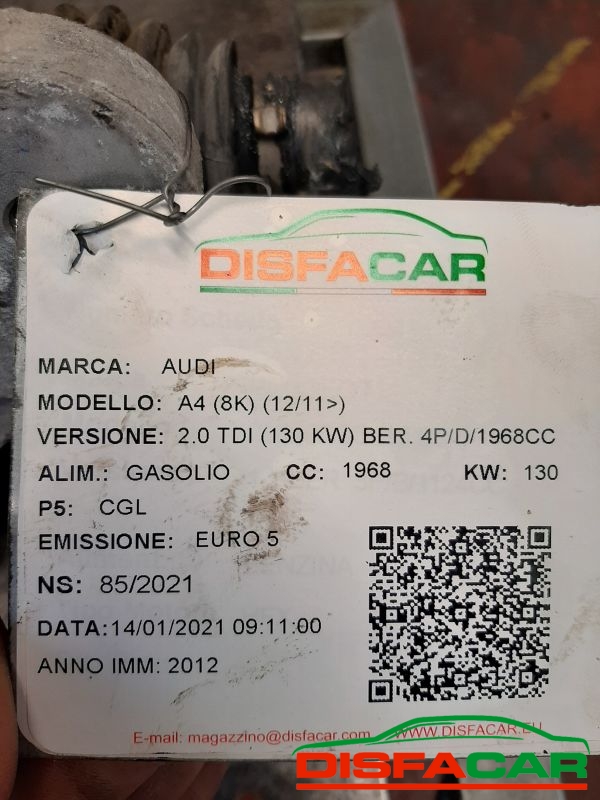 DISFACAR
MARCA: AUDI
MODELLO: A4 (8K) (12/11>)
VERSIONE: 2.0 TDI (130 KW) BER. 4P/D/1968CC
ALIM.: GASOLIO CC: 1968 KW: 130
P5: CGL
EMISSIONE: EURO 5
NS: 85/2021
DATA:14/01/2021 09:11:00
ANNO IMM: 2012
E-mail: magazzino@disfacar.com WWW.DISFACAR.EU
DISFACAR